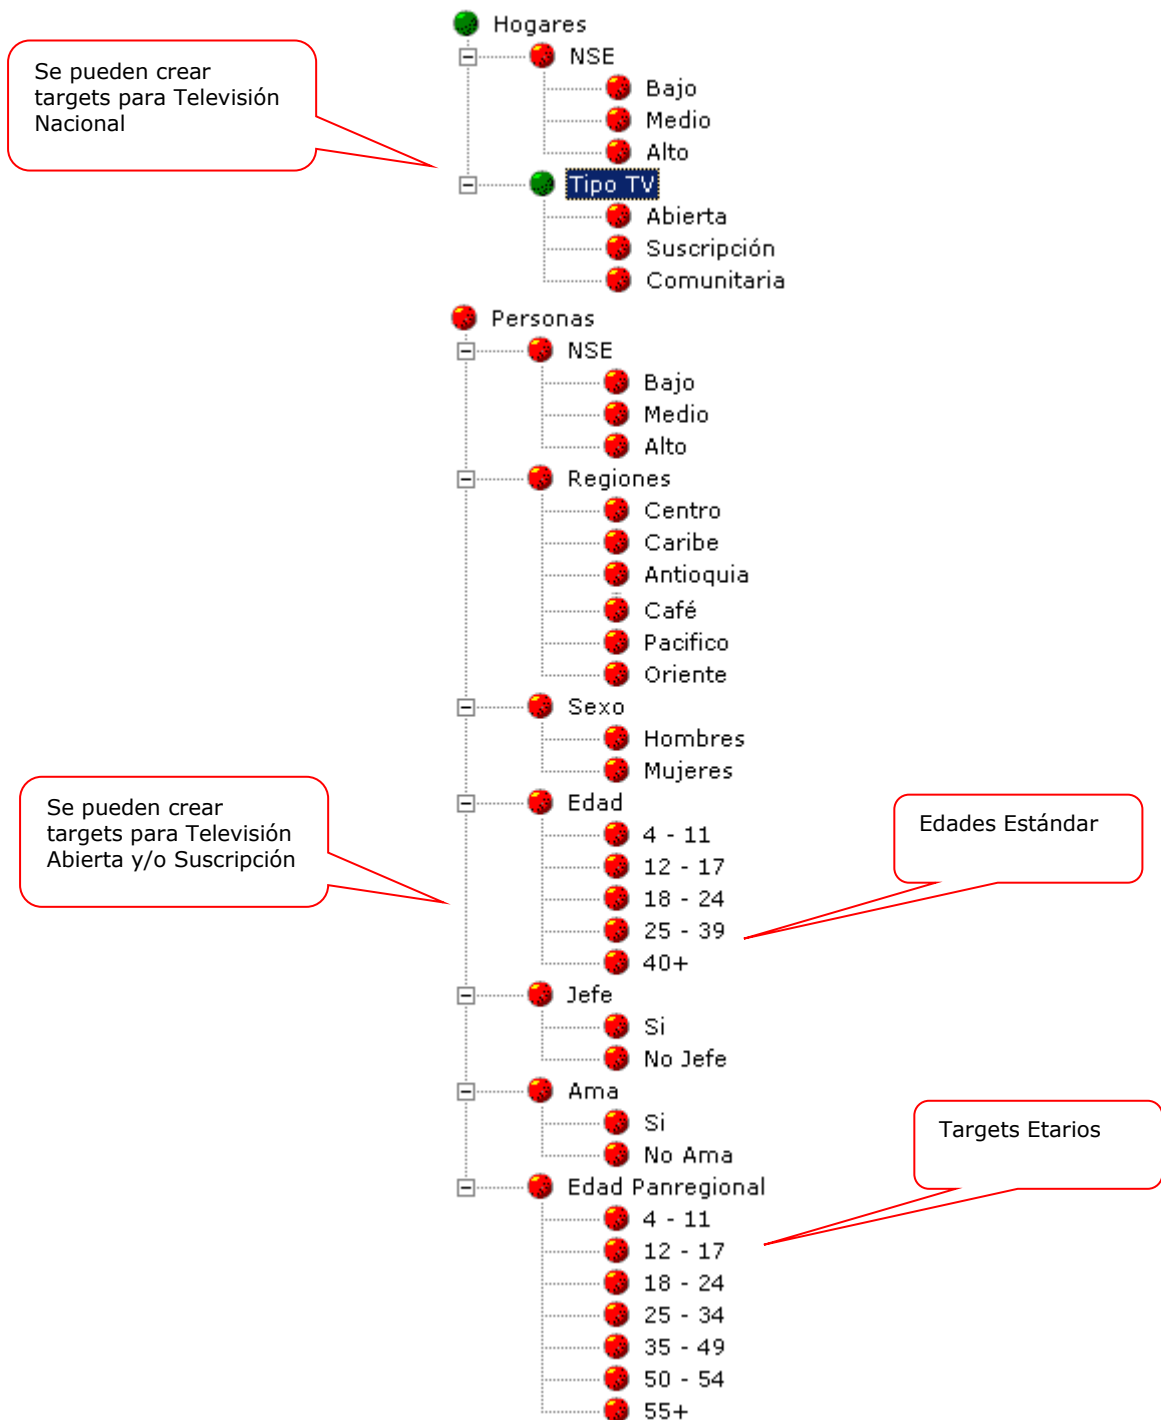 Hogares
NSE
Bajo
Medio
Alto
Tipo TV
Abierta
Suscripción
Comunitaria
Se pueden crear
targets para Televisión
Nacional
Personas
NSE
Bajo
Medio
Alto
Regiones
Centro
Caribe
Antioquia
Café
Pacifico
Oriente
Sexo
Hombres
Mujeres
Edad
4 - 11
12 - 17
18 - 24
25 - 39
40+
Se pueden crear
targets para Televisión
Abierta y/o Suscripción
Edades Estándar
Jefe
Si
No Jefe
Ama
Si
No Ama
Edad Panregional
4 - 11
12 - 17
18 - 24
25 - 34
35 - 49
50 - 54
55+
Targets Etarios